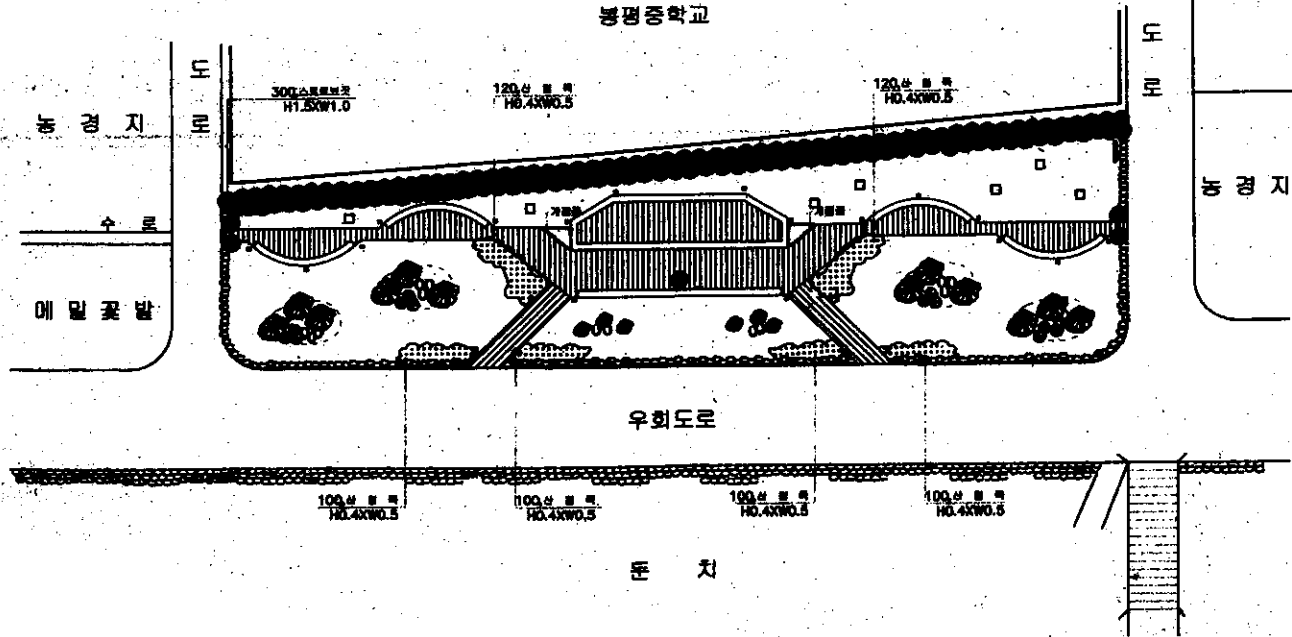 봉평중학교
도
로
도
로
300 스트로브잣
H1.5XW1.0
120 산 철 쭉
H0.4XW0.5
120 산 철 쭉
H0.4XW0.5
농 경 지
농 경 지
수 로
메 밀 꽃 밭
우회도로
100 산 철 쭉
H0.4XW0.5
100 산 철 쭉
H0.4XW0.5
100 산 철 쭉
H0.4XW0.5
100 산 철 쭉
H0.4XW0.5
둔 치